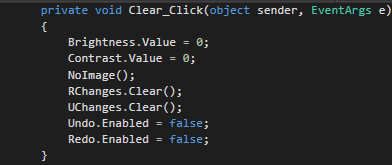 private void Clear_Click(object sender, EventArgs e)
{
Brightness.Value = 0;
Contrast.Value = 0;
NoImage();
RChanges.Clear();
UChanges.Clear();
Undo.Enabled = false;
Redo.Enabled = false;
}